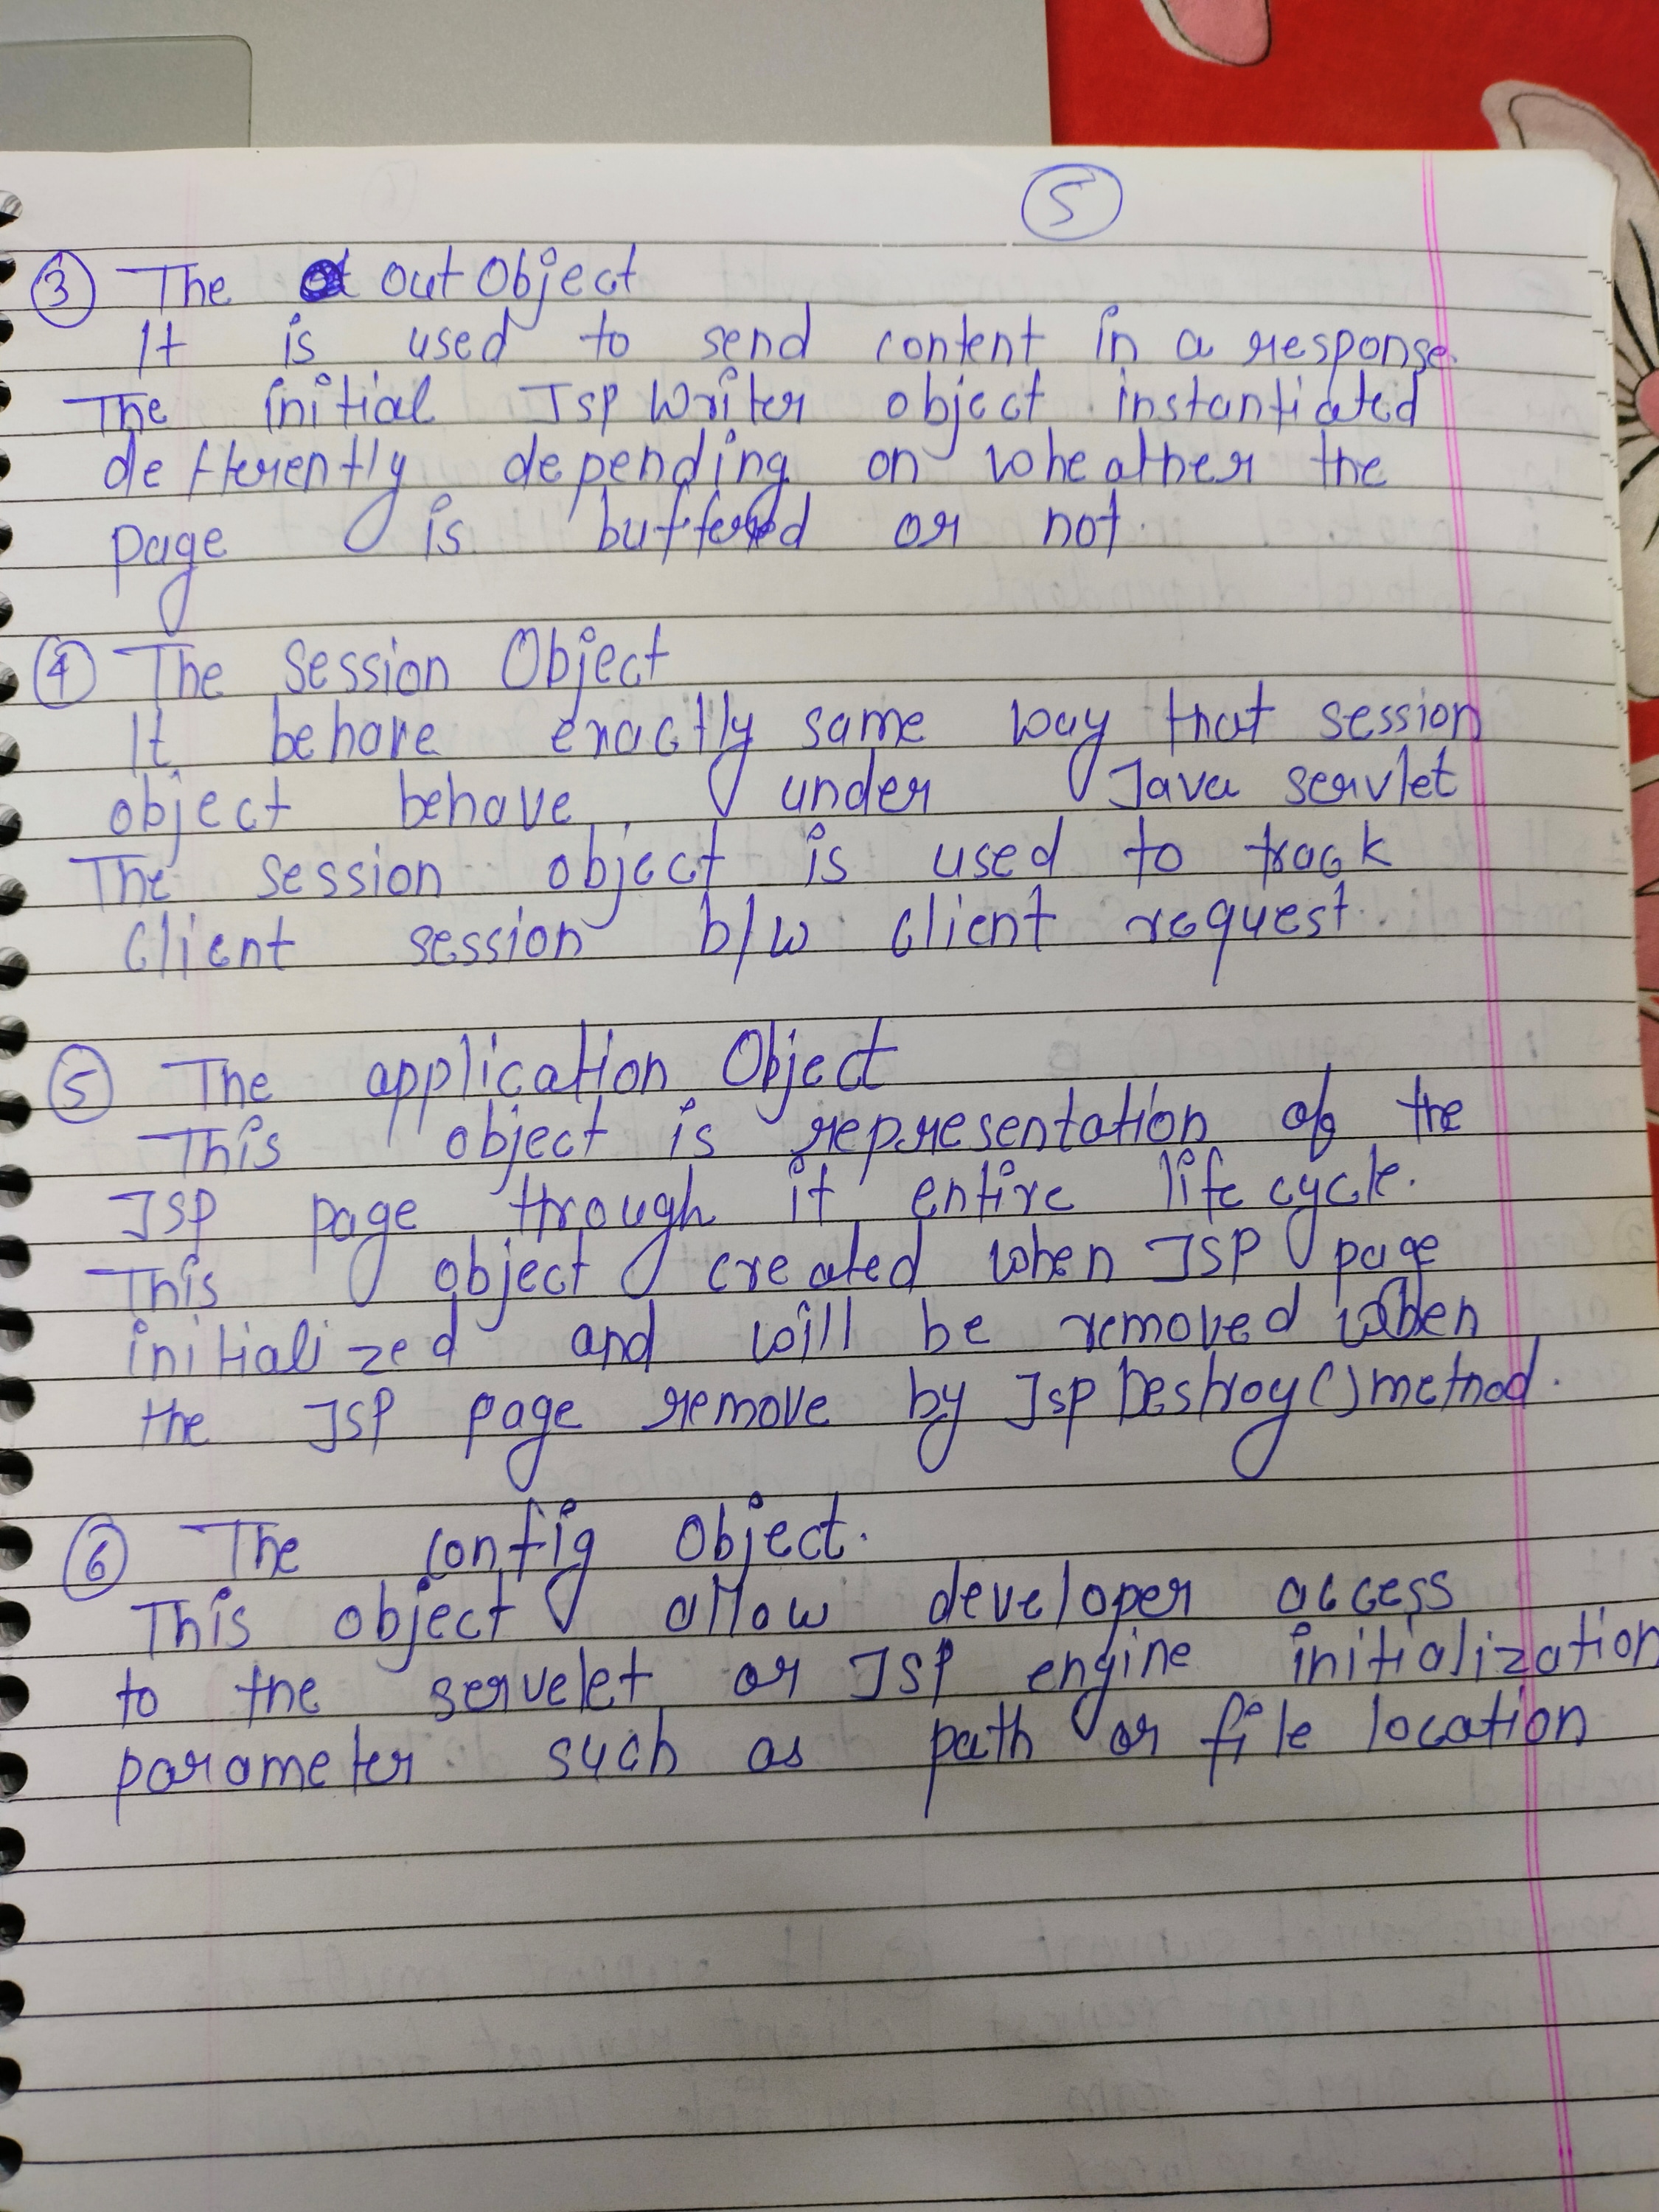 5
3 The out Object
It is used to send content in a response.
The initial JspWriter object instantiated
defferently depending on wheather the
page is buffered or not.
4 The Session Object
It behave exactly same way that session
object behave under Java servlet
The session object is used to track
Client session b/w client request.
5 The application Object
This object is representation of the
JSP page through it entire life cycle.
This object created when JSP page
initialized and will be removed when
the JSP page remove by JspDestroy() method.
6 The config Object.
This object allow developer access
to the servelet or JSP engine initialization
parameter such as path or file location